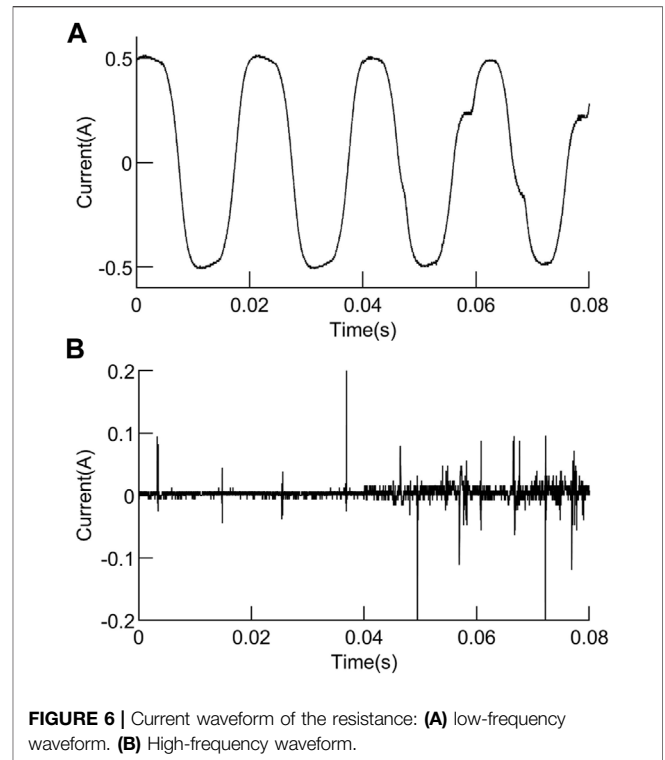 A
0.5
0
-0.5
Current(A)
0 0.02 0.04 0.06 0.08
Time(s)
B
0.2
0.1
0
-0.1
-0.2
Current(A)
0 0.02 0.04 0.06 0.08
Time(s)
FIGURE 6 | Current waveform of the resistance: (A) low-frequency
waveform. (B) High-frequency waveform.